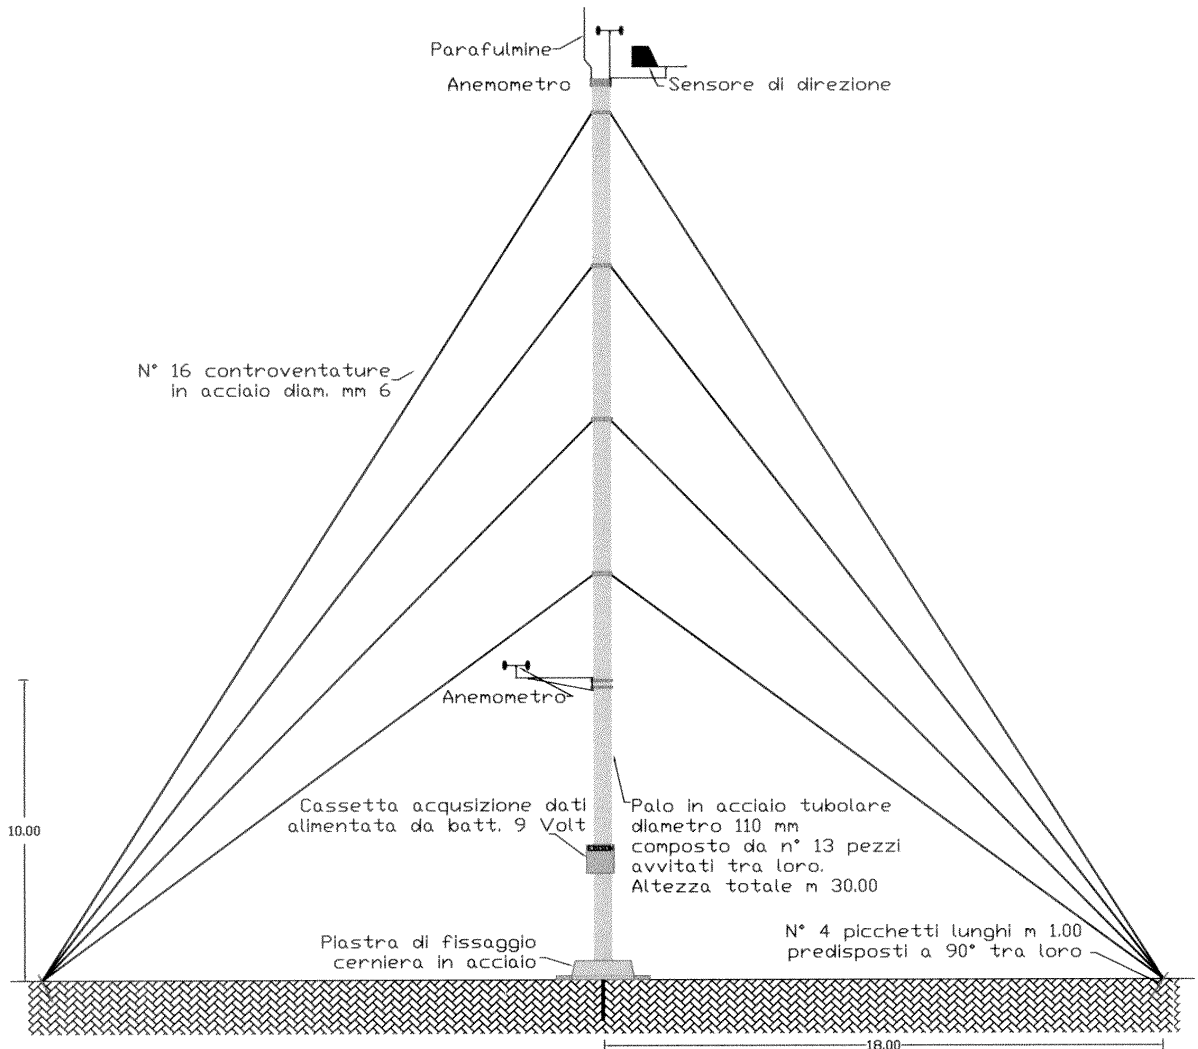 Parafulmine
Anemometro
Sensore di direzione
N° 16 controventature
in acciaio diam. mm 6
Anemometro
10.00
Cassetta acqusizione dati
alimentata da batt. 9 Volt
Palo in acciaio tubolare
diametro 110 mm
composto da n° 13 pezzi
avvitati tra loro.
Altezza totale m 30.00
Piastra di fissaggio
cerniera in acciaio
N° 4 picchetti lunghi m 1.00
predisposti a 90° tra loro
18.00